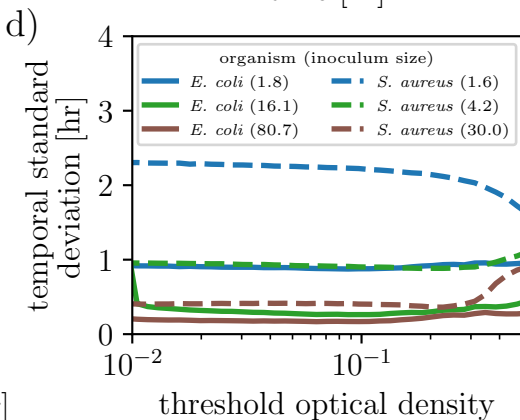 d)
temporal standard
deviation [hr]
4
3
2
1
0
organism (inoculum size)
E. coli (1.8)
E. coli (16.1)
E. coli (80.7)
S. aureus (1.6)
S. aureus (4.2)
S. aureus (30.0)
10⁻²
10⁻¹
threshold optical density